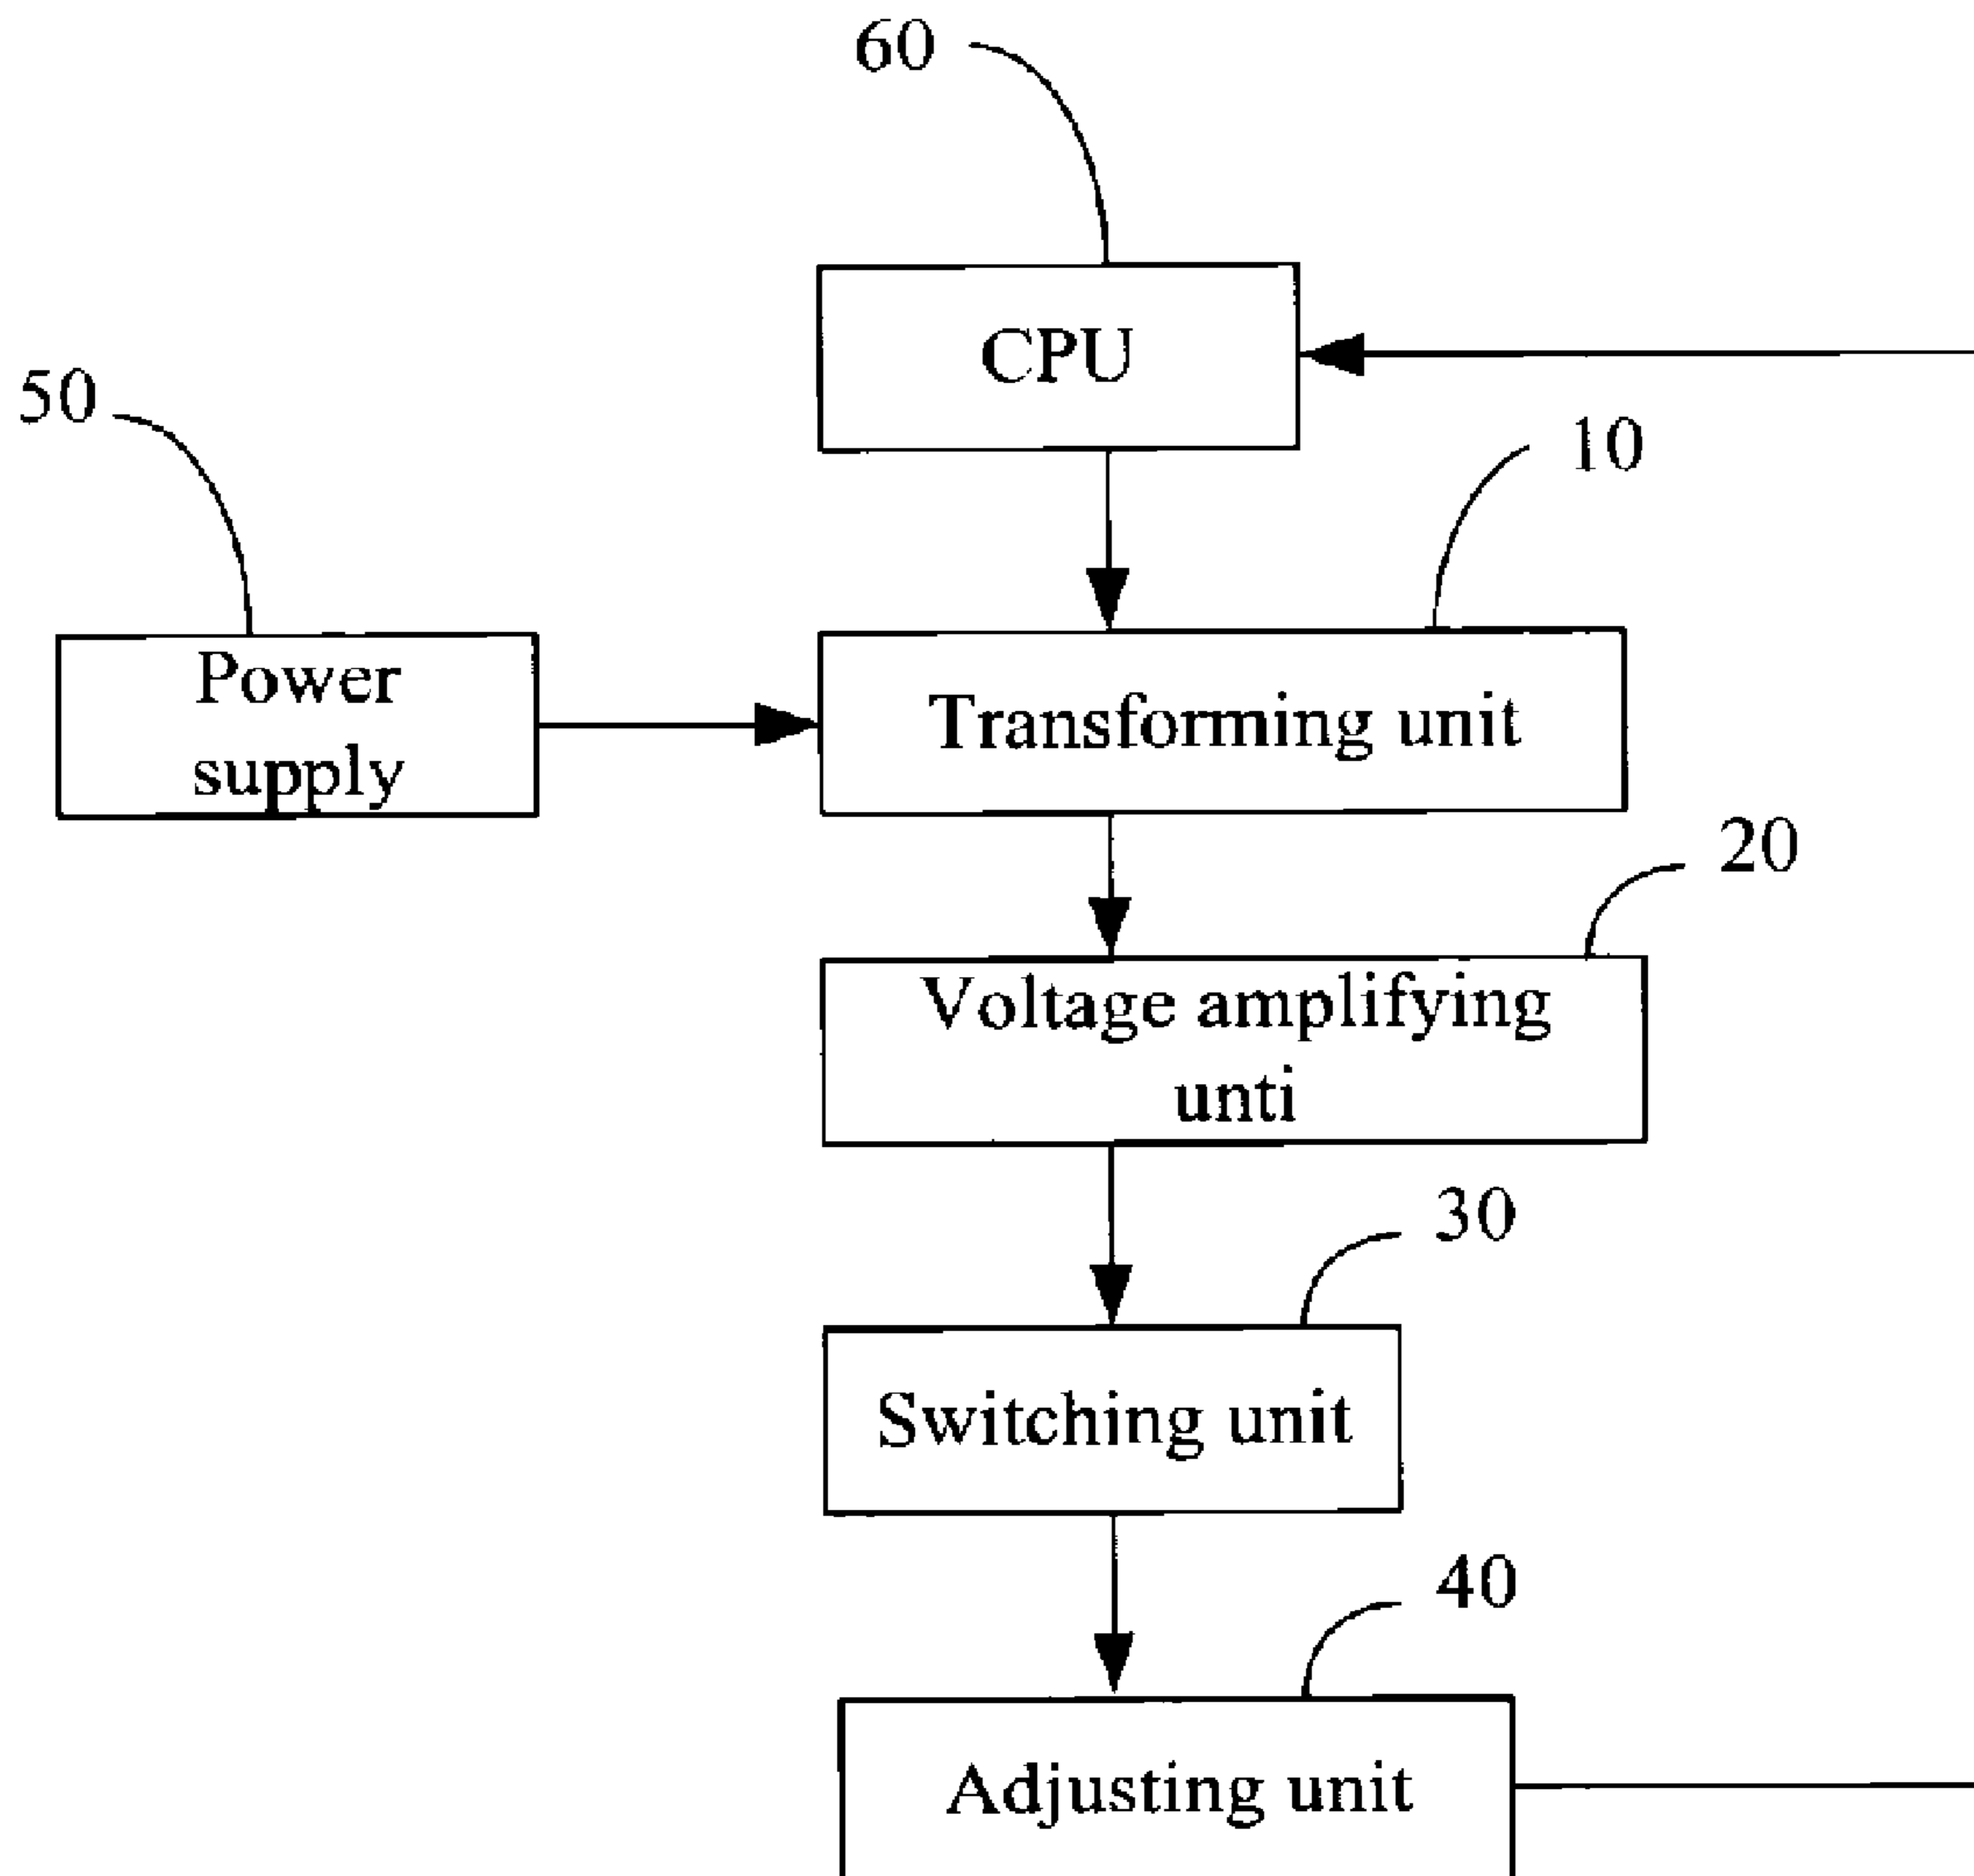 60
CPU
50
10
Power
supply
Transforming unit
20
Voltage amplifying
unti
30
Switching unit
40
Adjusting unit